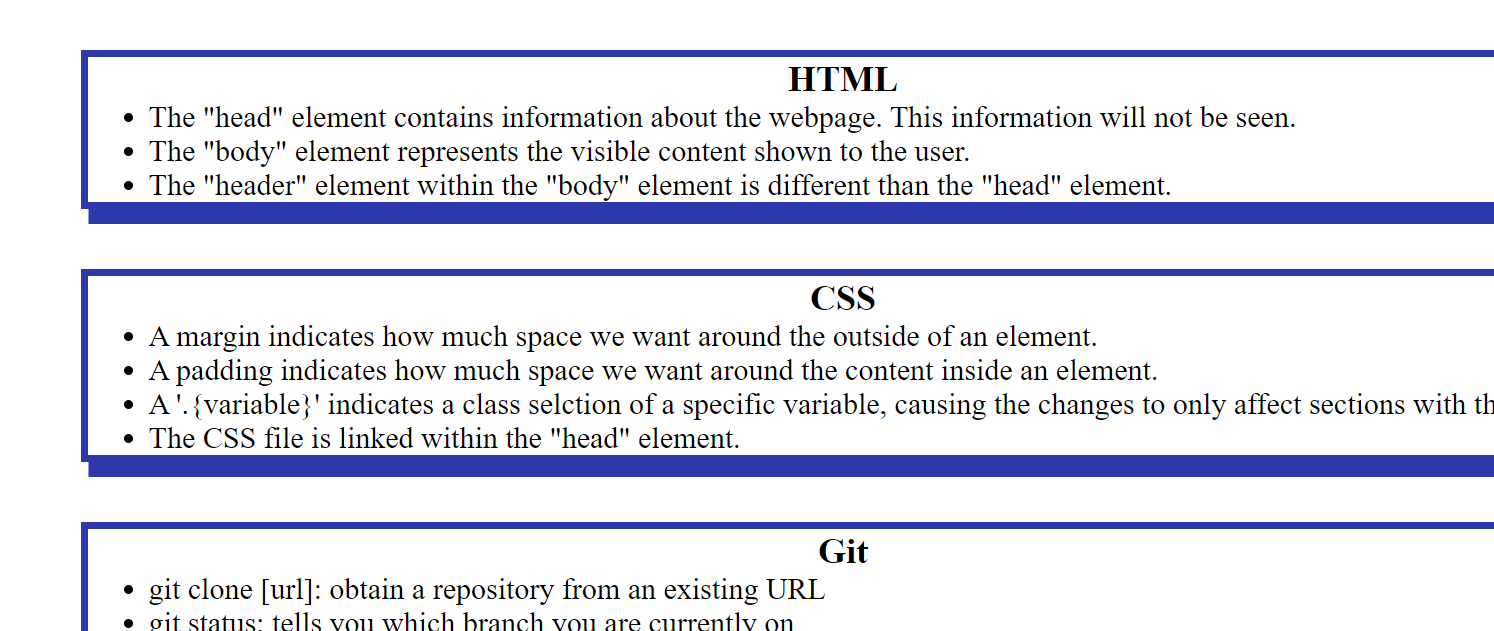 HTML
The "head" element contains information about the webpage. This information will not be seen.
The "body" element represents the visible content shown to the user.
The "header" element within the "body" element is different than the "head" element.
CSS
A margin indicates how much space we want around the outside of an element.
A padding indicates how much space we want around the content inside an element.
A '.{variable}' indicates a class selction of a specific variable, causing the changes to only affect sections with
The CSS file is linked within the "head" element.
Git
git clone [url]: obtain a repository from an existing URL
git status: tells you which branch you are currently on